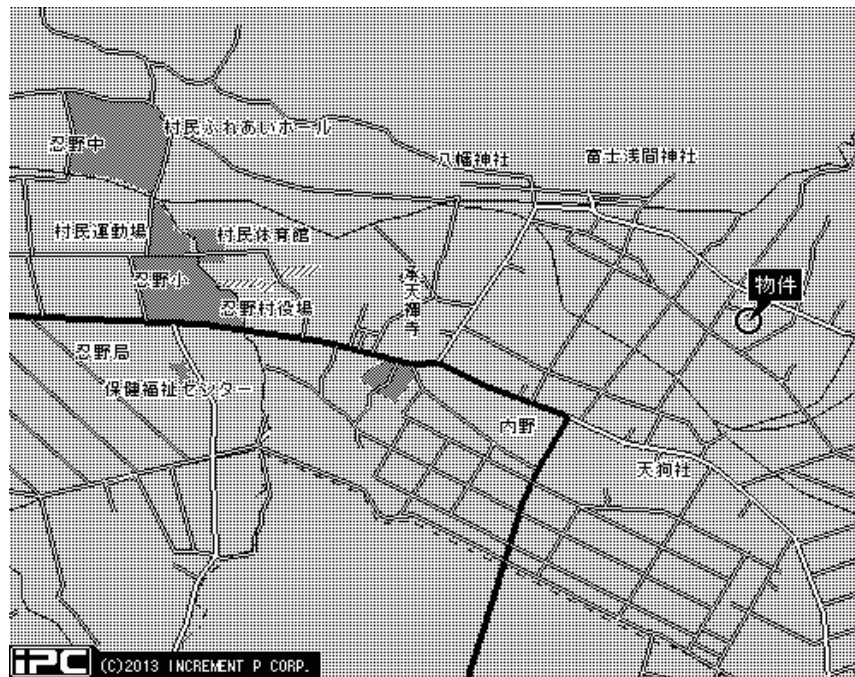 村民ふれあいホール
忍野中
八幡神社
富士浅間神社
村民運動場
村民体育館
忍野小
承天禅寺
物件
忍野村役場
忍野局
保健福祉センター
内野
天狗社
iPC (C)2013 INCREMENT P CORP.